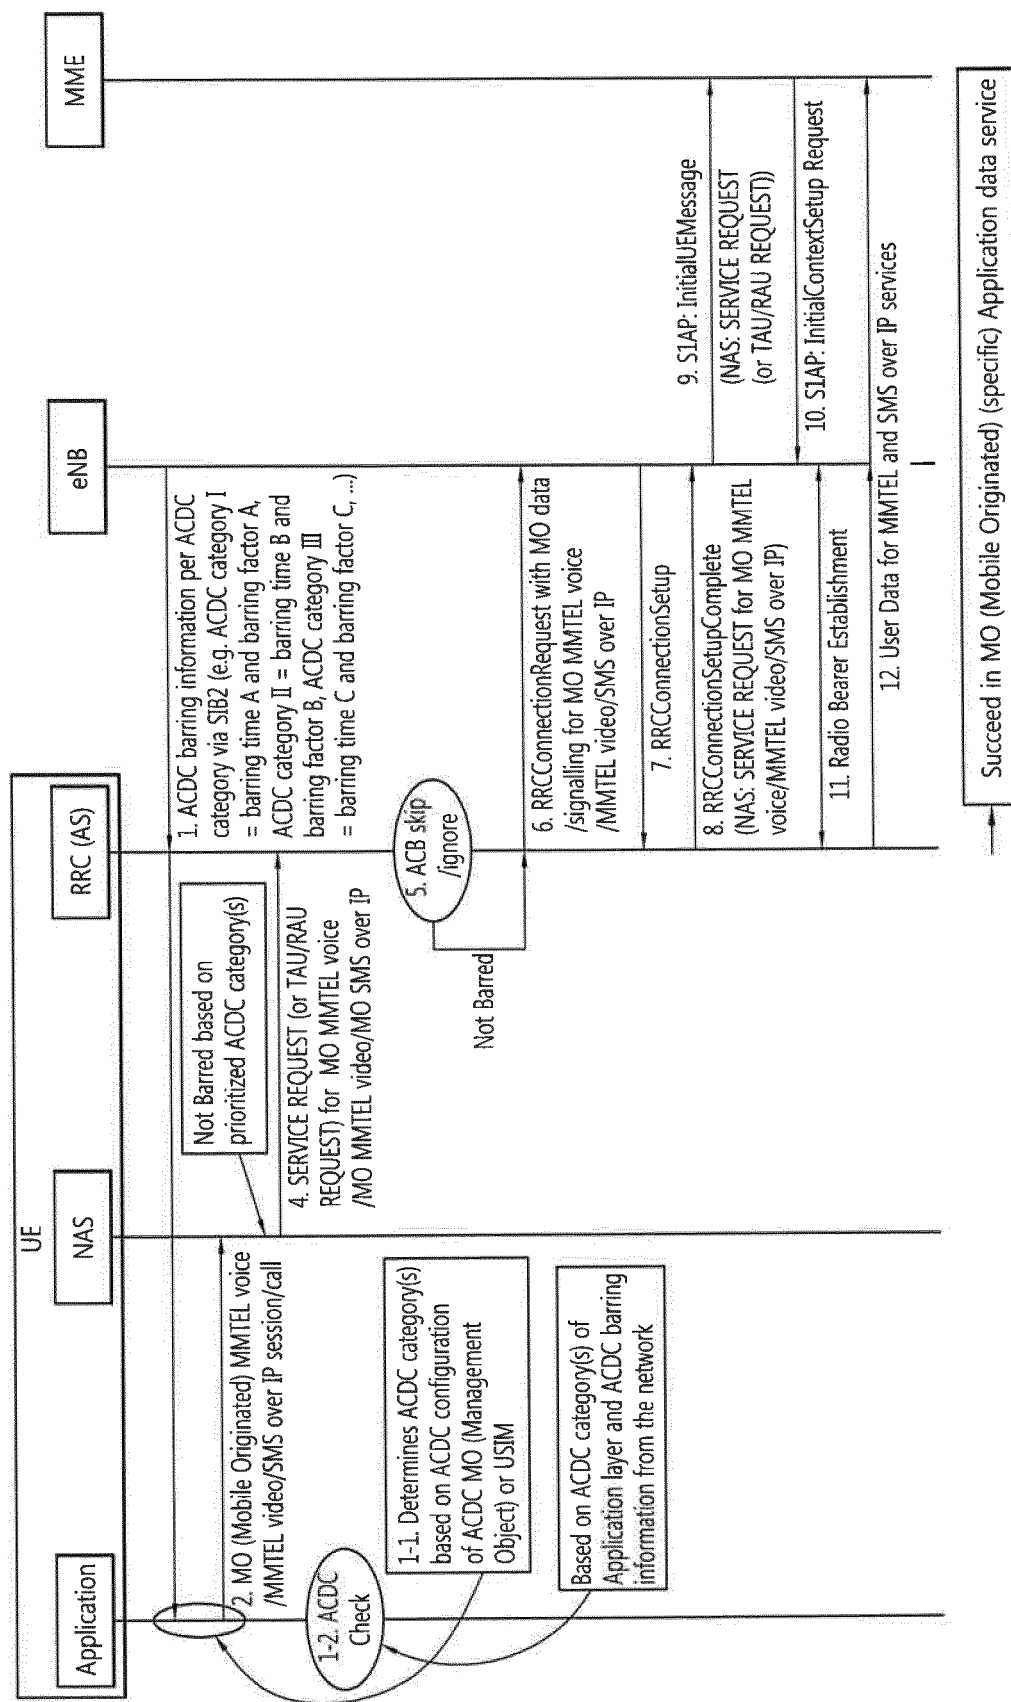 UE
Application
NAS
RRC (AS)
eNB
MME
1. ACDC barring information per ACDC
category via SIB2 (e.g. ACDC category I
= barring time A and barring factor A,
ACDC category II = barring time B and
barring factor B, ACDC category III
= barring time C and barring factor C, ...)
2. MO (Mobile Originated) MMTEL voice
/MMTEL video/SMS over IP session/call
Not Barred based on
prioritized ACDC category(s)
4. SERVICE REQUEST (or TAU/RAU
REQUEST) for MO MMTEL voice
/MO MMTEL video/MO SMS over IP
1-2. ACDC
Check
1-1. Determines ACDC category(s)
based on ACDC configuration
of ACDC MO (Management
Object) or USIM
Based on ACDC category(s) of
Application layer and ACDC barring
information from the network
5. ACB skip
/ignore
Not Barred
6. RRCConnectionRequest with MO data
/signalling for MO MMTEL voice
/MMTEL video/SMS over IP
7. RRCConnectionSetup
8. RRCConnectionSetupComplete
(NAS: SERVICE REQUEST for MO MMTEL
voice/MMTEL video/SMS over IP)
9. S1AP: InitialUEMessage
(NAS: SERVICE REQUEST
(or TAU/RAU REQUEST))
10. S1AP: InitialContextSetup Request
11. Radio Bearer Establishment
12. User Data for MMTEL and SMS over IP services
Succeed in MO (Mobile Originated) (specific) Application data service